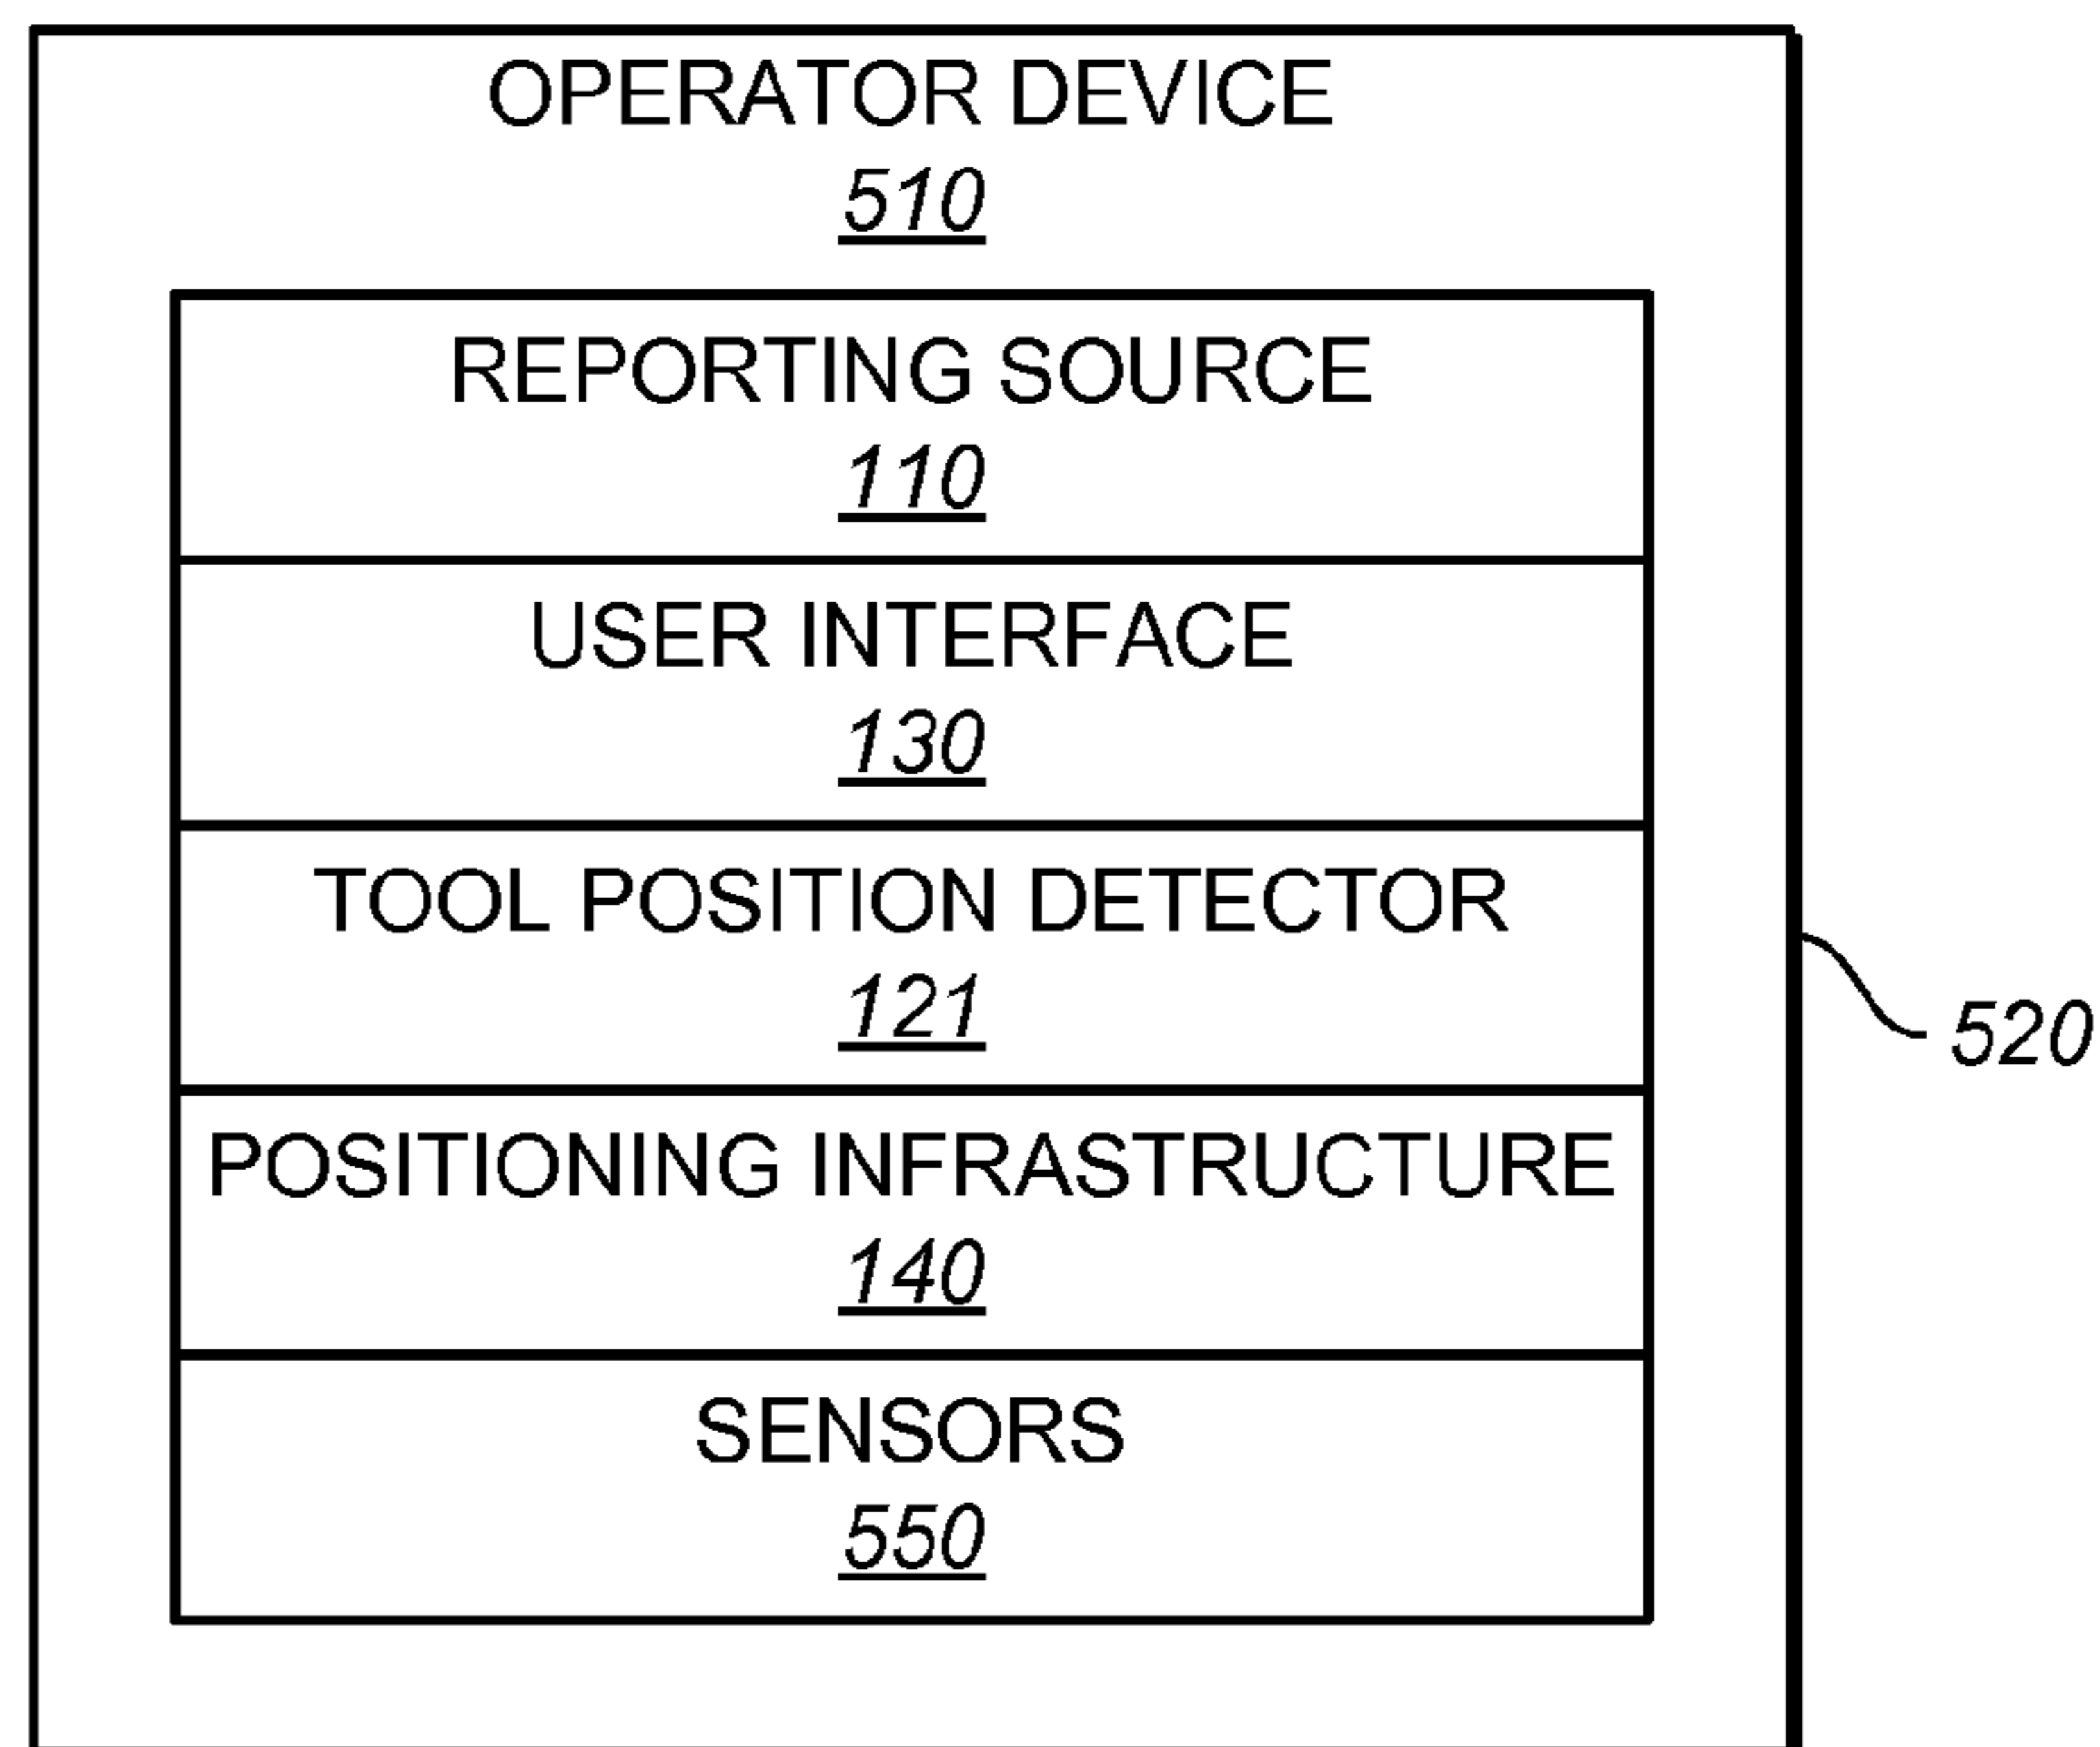 OPERATOR DEVICE
510
REPORTING SOURCE
110
USER INTERFACE
130
TOOL POSITION DETECTOR
121
POSITIONING INFRASTRUCTURE
140
SENSORS
550
520